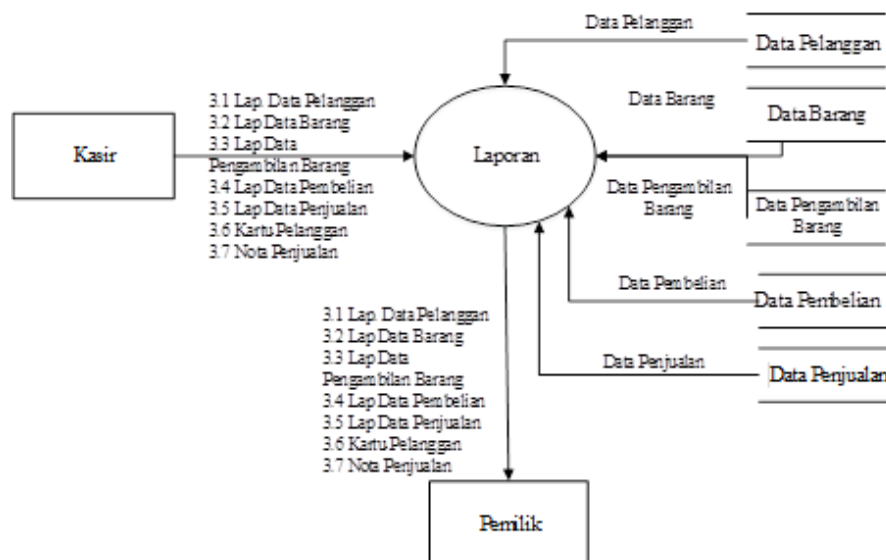 Data Pelanggan
Data Pelanggan
3.1 Lap. Data Pelanggan
3.2 Lap Data Barang
3.3 Lap Data
Pengambilan Barang
3.4 Lap Data Pembelian
3.5 Lap Data Penjualan
3.6 Kartu Pelanggan
3.7 Nota Penjualan
Kasir
Laporan
Data Barang
Data Barang
Data Pengambilan
Barang
Data Pengambilan
Barang
Data Pembelian
Data Pembelian
Data Penjualan
Data Penjualan
3.1 Lap. Data Pelanggan
3.2 Lap Data Barang
3.3 Lap Data
Pengambilan Barang
3.4 Lap Data Pembelian
3.5 Lap Data Penjualan
3.6 Kartu Pelanggan
3.7 Nota Penjualan
Pemilik